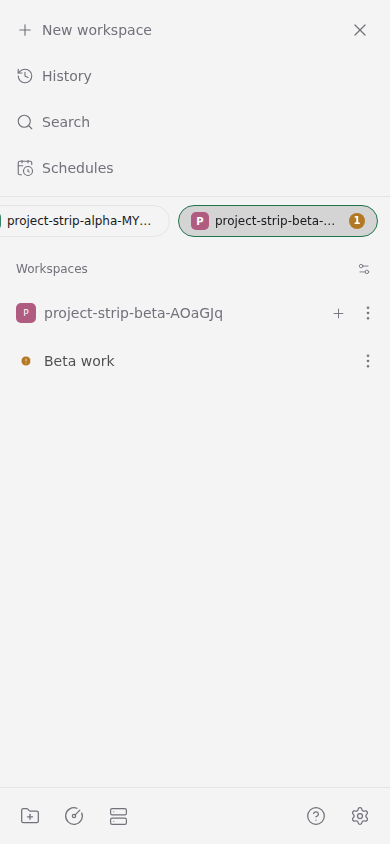 New workspace
History
Search
Schedules
project-strip-alpha-MY…
P project-strip-beta-… 1
Workspaces
P project-strip-beta-AOaGJq
Beta work